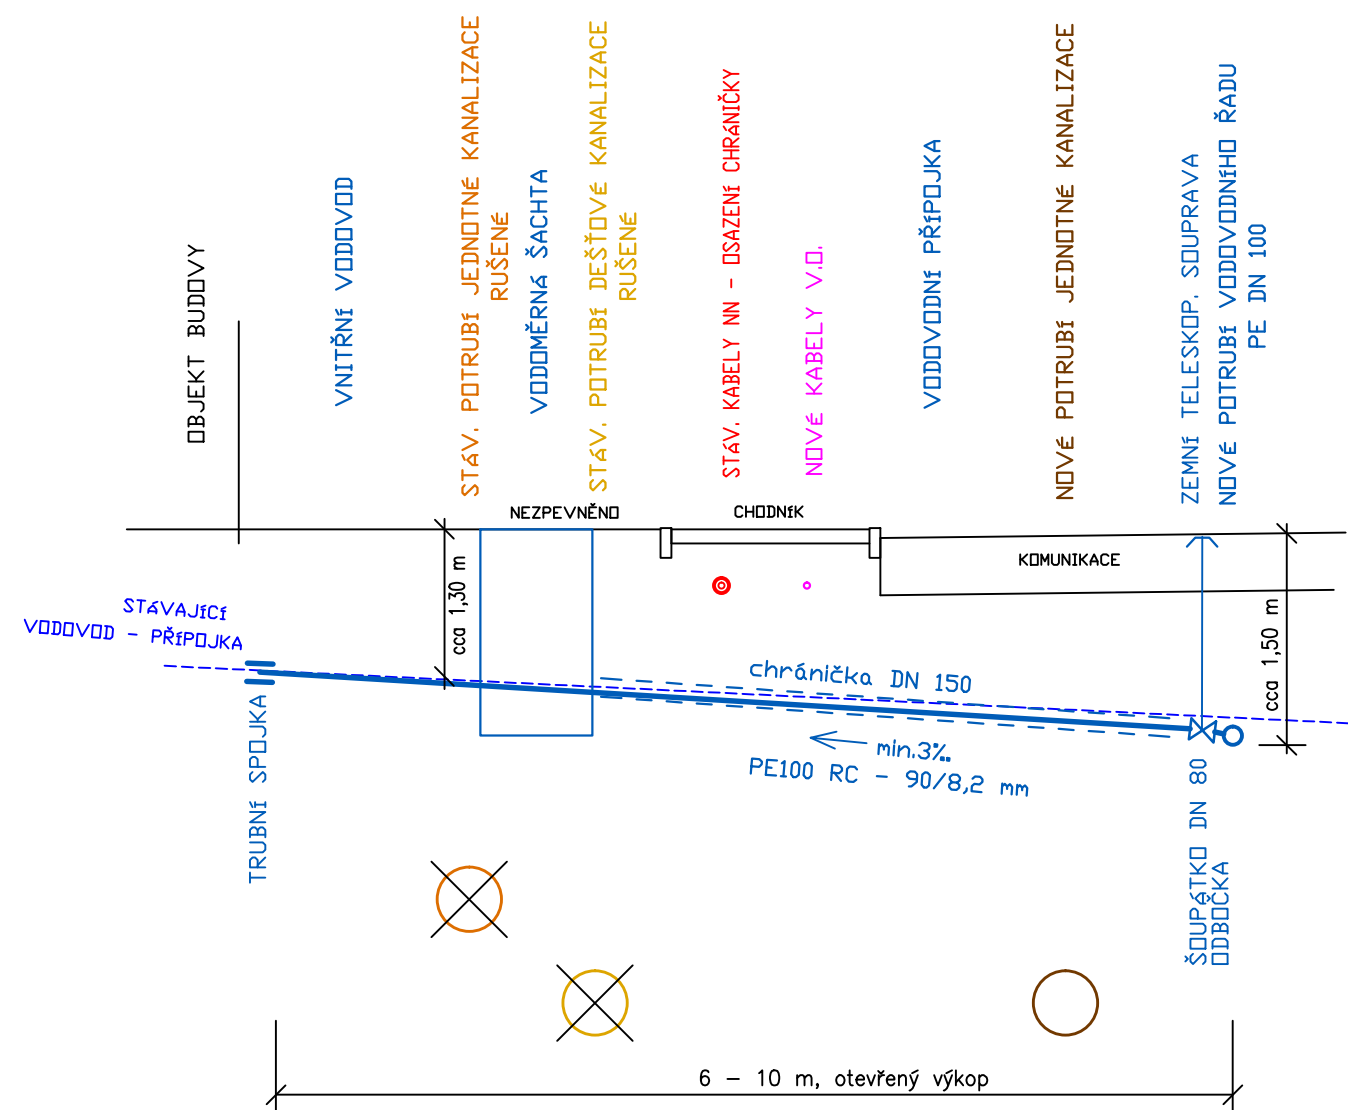 OBJEKT BUDOVY
VNITŘNÍ VODOVOD
STÁV. POTRUBÍ JEDNOTNÉ KANALIZACE
RUŠENÉ
VODOMĚRNÁ ŠACHTA
STÁV. POTRUBÍ DEŠŤOVÉ KANALIZACE
RUŠENÉ
STÁV. KABELY NN - OSAZENÍ CHRÁNIČKY
NOVÉ KABELY V.O.
VODOVODNÍ PŘÍPOJKA
NOVÉ POTRUBÍ JEDNOTNÉ KANALIZACE
ZEMNÍ TELESKOP. SOUPRAVA
NOVÉ POTRUBÍ VODOVODNÍHO ŘADU
PE DN 100
NEZPEVNĚNO
CHODNÍK
KOMUNIKACE
cca 1,30 m
cca 1,50 m
STÁVAJÍCÍ
VODOVOD - PŘÍPOJKA
chránička DN 150
min.3‰
PE100 RC - 90/8,2 mm
TRUBNÍ SPOJKA
ŠOUPÁTKO DN 80
ODBOČKA
6 - 10 m, otevřený výkop